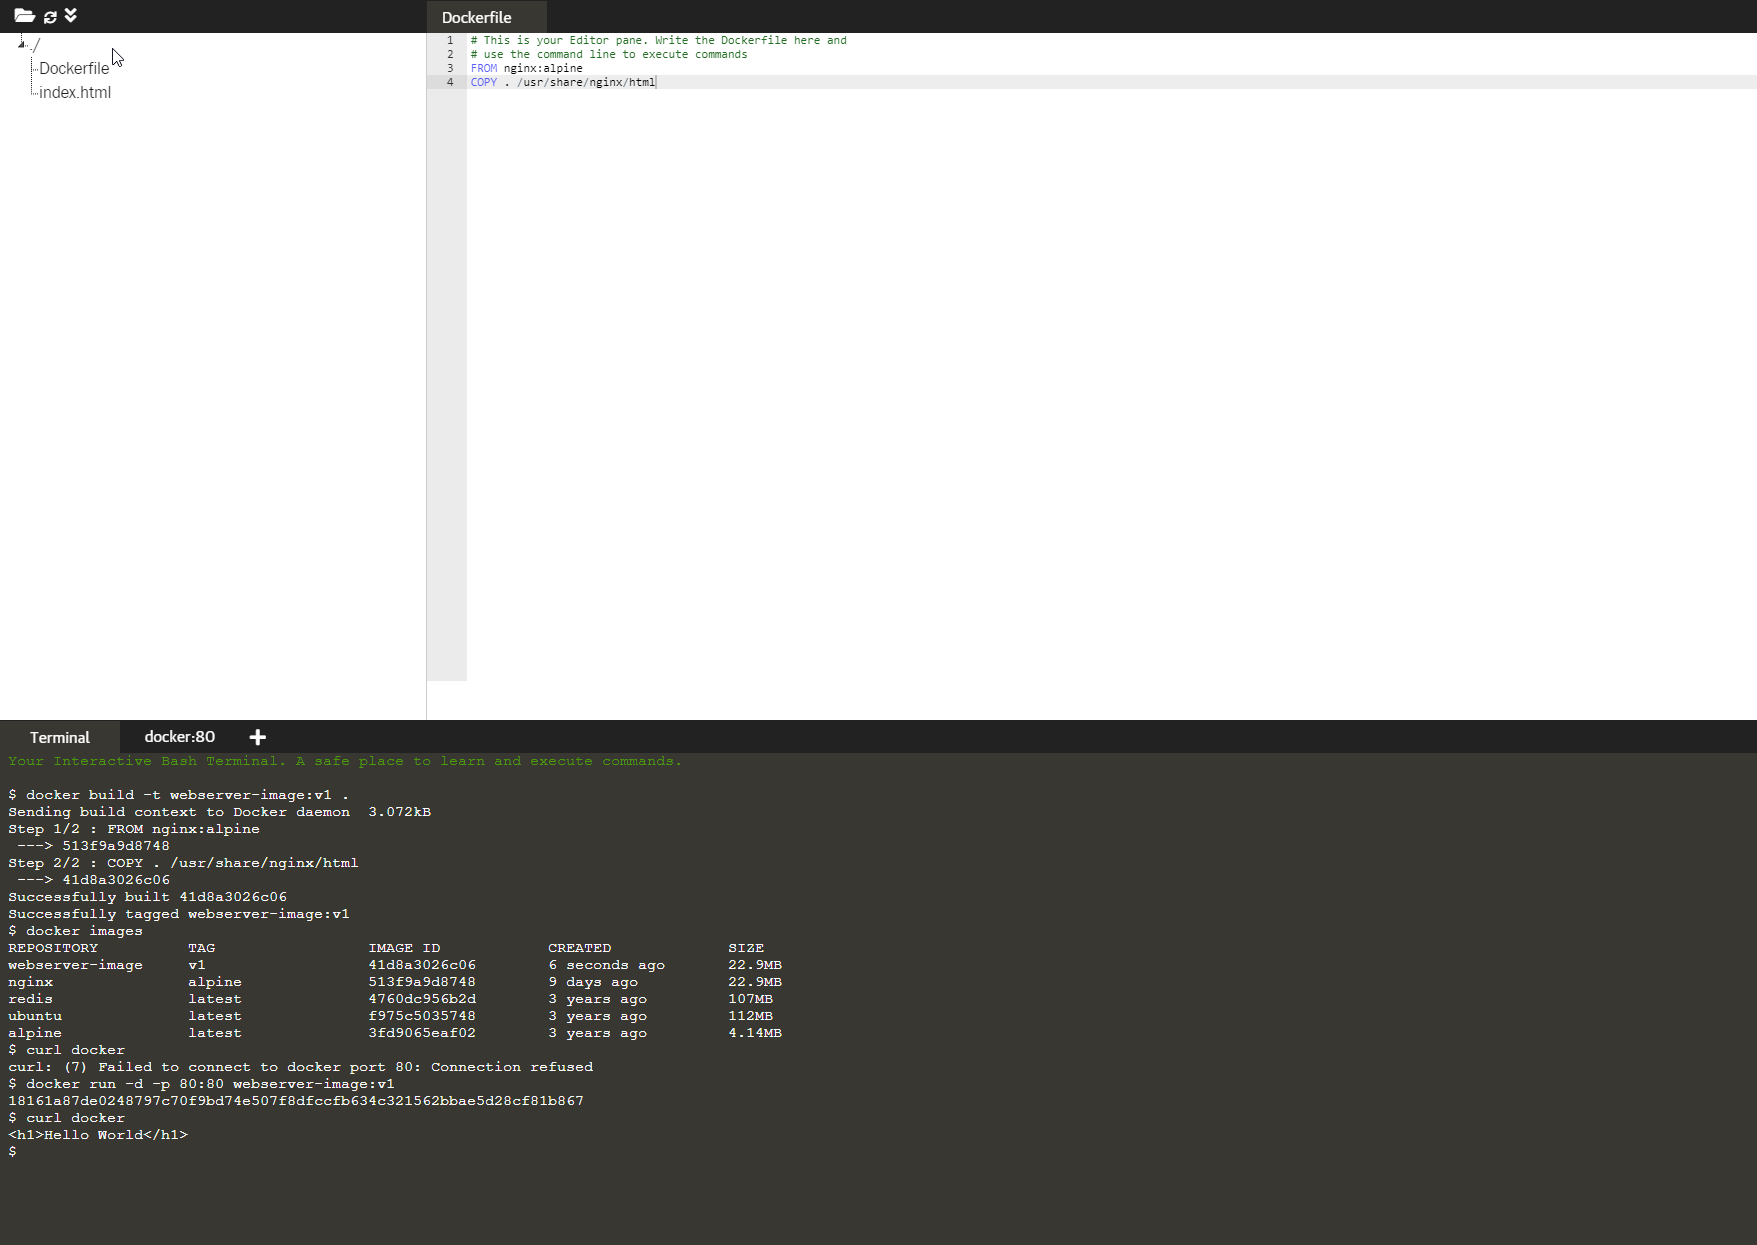 Dockerfile
./
Dockerfile
index.html
1 # This is your Editor pane. Write the Dockerfile here and
2 # use the command line to execute commands
3 FROM nginx:alpine
4 COPY . /usr/share/nginx/html
Terminal docker:80
Your Interactive Bash Terminal. A safe place to learn and execute commands.
$ docker build -t webserver-image:v1 .
Sending build context to Docker daemon  3.072kB
Step 1/2 : FROM nginx:alpine
 ---> 513f9a9d8748
Step 2/2 : COPY . /usr/share/nginx/html
 ---> 41d8a3026c06
Successfully built 41d8a3026c06
Successfully tagged webserver-image:v1
$ docker images
REPOSITORY          TAG                 IMAGE ID            CREATED             SIZE
webserver-image     v1                  41d8a3026c06        6 seconds ago       22.9MB
nginx               alpine              513f9a9d8748        9 days ago          22.9MB
redis               latest              4760dc956b2d        3 years ago         107MB
ubuntu              latest              f975c5035748        3 years ago         112MB
alpine              latest              3fd9065eaf02        3 years ago         4.14MB
$ curl docker
curl: (7) Failed to connect to docker port 80: Connection refused
$ docker run -d -p 80:80 webserver-image:v1
18161a87de0248797c70f9bd74e507f8dfccfb634c321562bbae5d28cf81b867
$ curl docker
<h1>Hello World</h1>
$